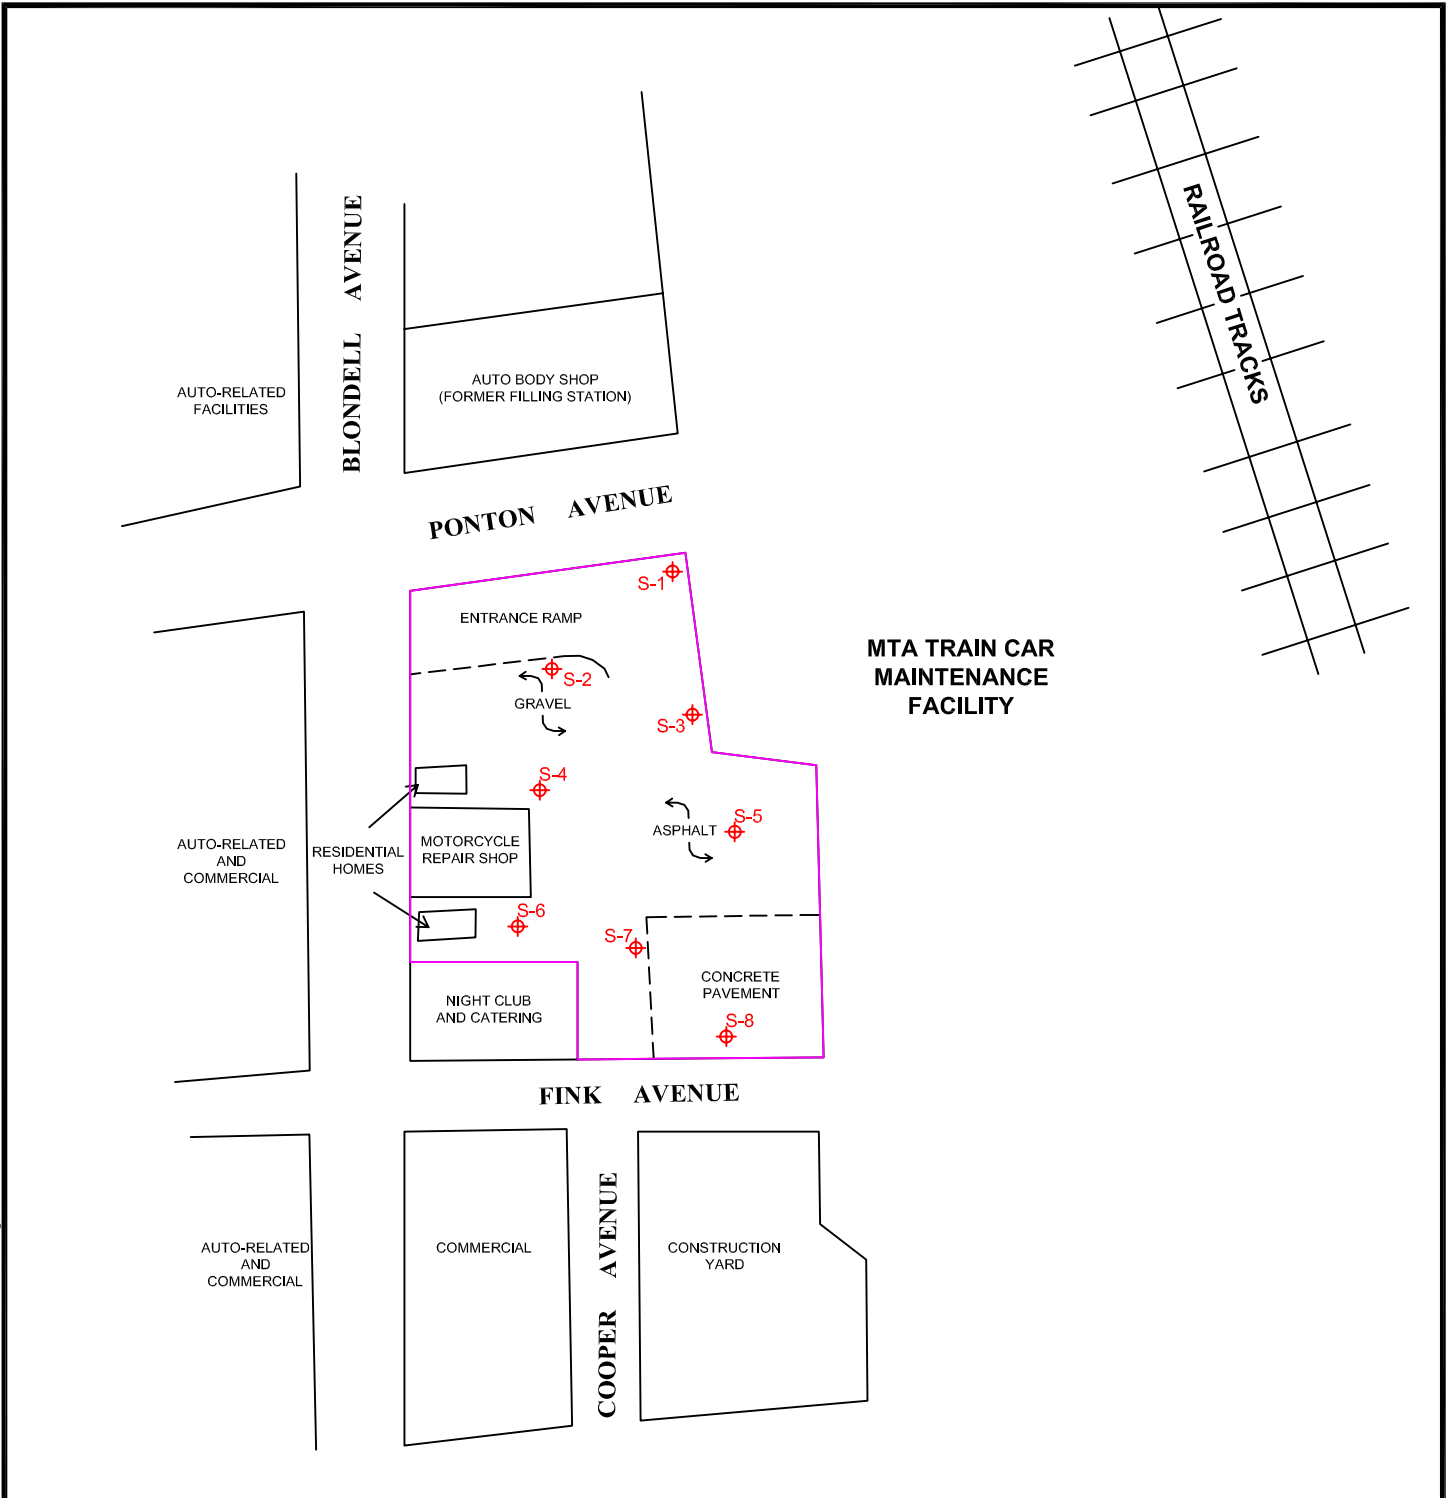 RAILROAD TRACKS
BLONDELL AVENUE
AUTO-RELATED
FACILITIES
AUTO BODY SHOP
(FORMER FILLING STATION)
PONTON AVENUE
S-1
ENTRANCE RAMP
S-2
GRAVEL
S-3
MTA TRAIN CAR
MAINTENANCE
FACILITY
S-4
S-5
ASPHALT
AUTO-RELATED
AND
COMMERCIAL
RESIDENTIAL
HOMES
MOTORCYCLE
REPAIR SHOP
S-6
S-7
CONCRETE
PAVEMENT
NIGHT CLUB
AND CATERING
S-8
FINK AVENUE
COOPER AVENUE
AUTO-RELATED
AND
COMMERCIAL
COMMERCIAL
CONSTRUCTION
YARD